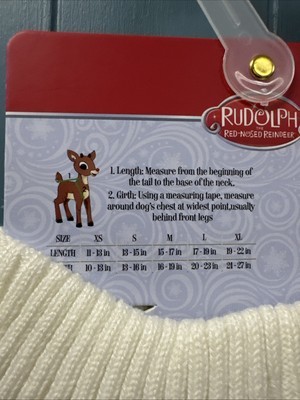 RUDOLPH
THE
RED-NOSED REINDEER
1. Length: Measure from the beginning of
the tail to the base of the neck.
2. Girth: Using a measuring tape, measure
around dog's chest at widest point,usually
behind front legs
SIZE XS S M L XL
LENGTH 11-13 in 13-15 in 15-17 in 17-19 in 19-22 in
10-13 in 13-16 in 16-19 in 20-23 in 24-27 in